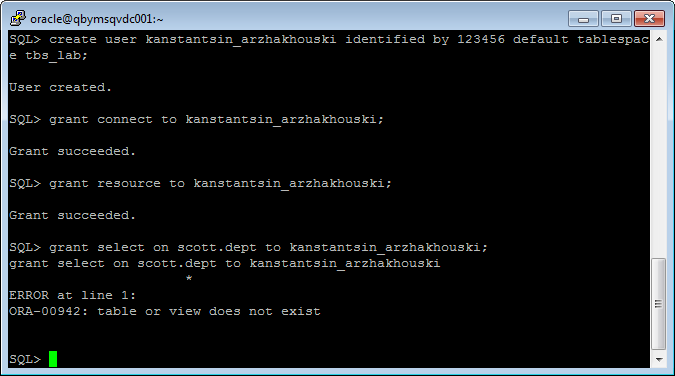 oracle@qbymsqvdc001:~
SQL> create user kanstantsin_arzhakhouski identified by 123456 default tablespac
e tbs_lab;
User created.
SQL> grant connect to kanstantsin_arzhakhouski;
Grant succeeded.
SQL> grant resource to kanstantsin_arzhakhouski;
Grant succeeded.
SQL> grant select on scott.dept to kanstantsin_arzhakhouski;
grant select on scott.dept to kanstantsin_arzhakhouski
*
ERROR at line 1:
ORA-00942: table or view does not exist
SQL>